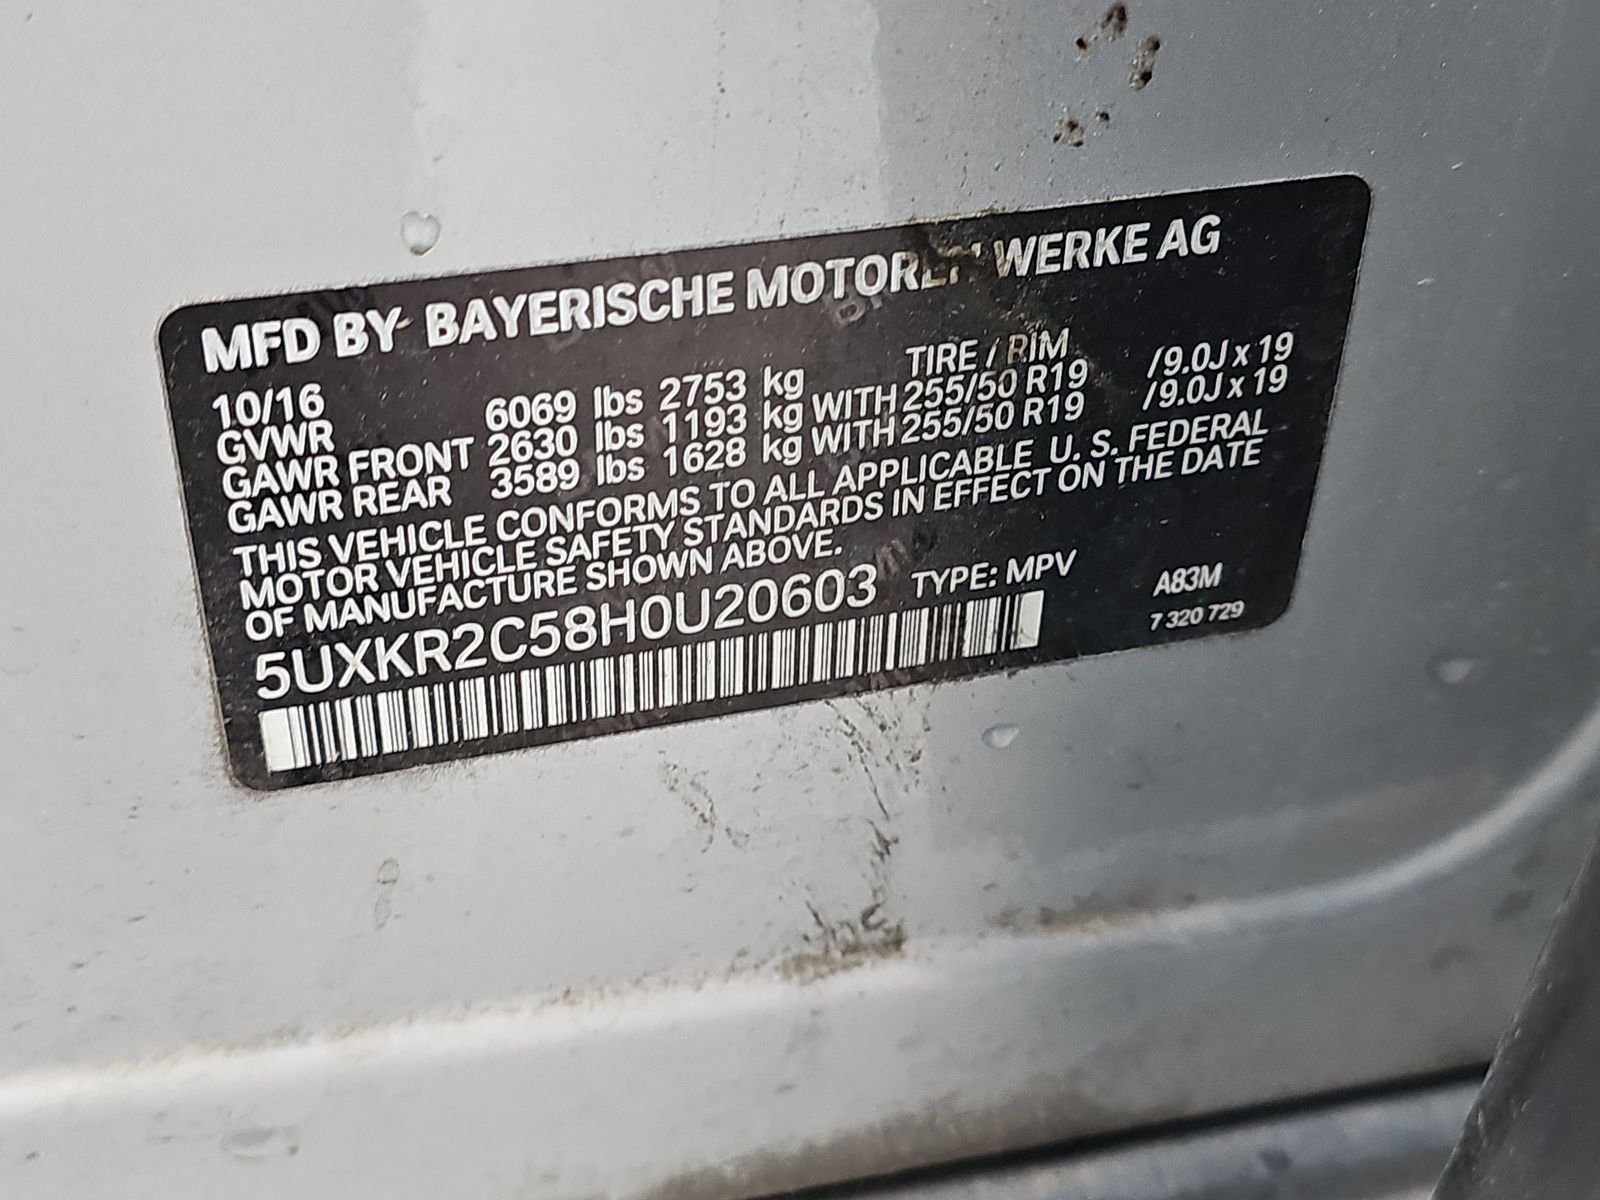 MFD BY BAYERISCHE MOTOREN WERKE AG
10/16 TIRE / RIM
GVWR 6069 lbs 2753 kg
GAWR FRONT 2630 lbs 1193 kg WITH 255/50 R19 /9.0J x 19
GAWR REAR 3589 lbs 1628 kg WITH 255/50 R19 /9.0J x 19
THIS VEHICLE CONFORMS TO ALL APPLICABLE U. S. FEDERAL
MOTOR VEHICLE SAFETY STANDARDS IN EFFECT ON THE DATE
OF MANUFACTURE SHOWN ABOVE.
5UXKR2C58H0U20603 TYPE: MPV A83M
7 320 729